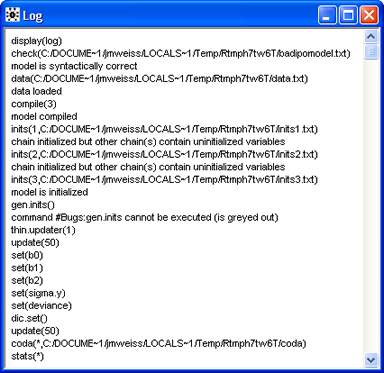 Log
display(log)
check(C:/DOCUME~1/jmweiss/LOCALS~1/Temp/Rtmph7tw6T/badipomodel.txt)
model is syntactically correct
data(C:/DOCUME~1/jmweiss/LOCALS~1/Temp/Rtmph7tw6T/data.txt)
data loaded
compile(3)
model compiled
inits(1,C:/DOCUME~1/jmweiss/LOCALS~1/Temp/Rtmph7tw6T/inits1.txt)
chain initialized but other chain(s) contain uninitialized variables
inits(2,C:/DOCUME~1/jmweiss/LOCALS~1/Temp/Rtmph7tw6T/inits2.txt)
chain initialized but other chain(s) contain uninitialized variables
inits(3,C:/DOCUME~1/jmweiss/LOCALS~1/Temp/Rtmph7tw6T/inits3.txt)
model is initialized
gen.inits()
command #Bugs:gen.inits cannot be executed (is greyed out)
thin.updater(1)
update(50)
set(b0)
set(b1)
set(b2)
set(sigma.y)
set(deviance)
dic.set()
update(50)
coda(*,C:/DOCUME~1/jmweiss/LOCALS~1/Temp/Rtmph7tw6T/coda)
stats(*)